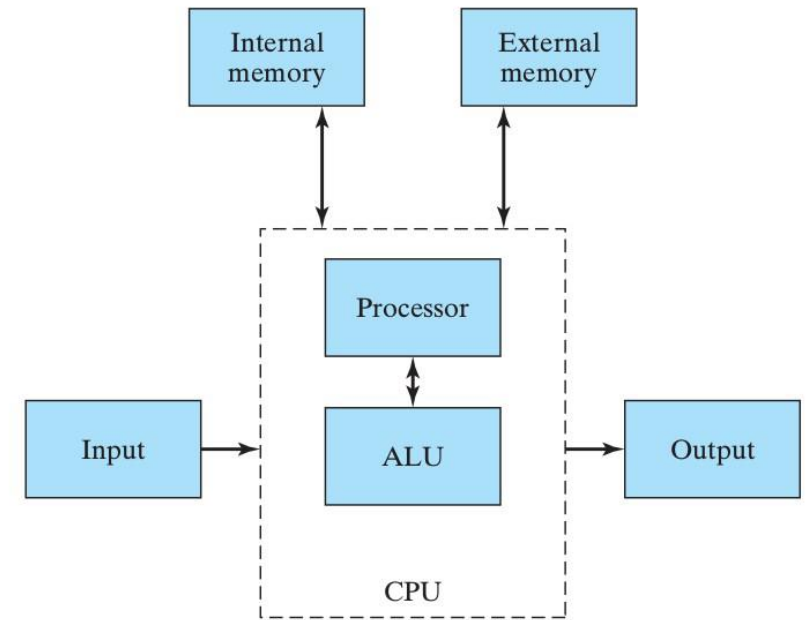 Internal
memory
External
memory
Processor
Input
ALU
Output
CPU